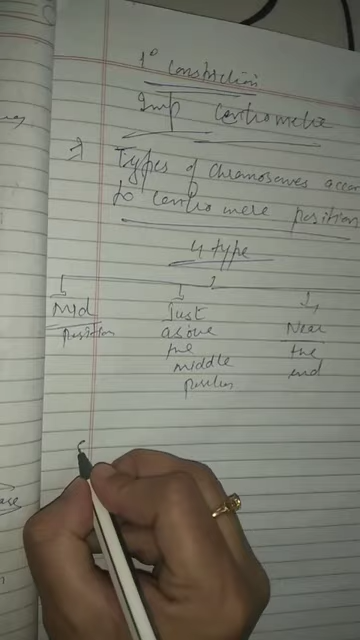 1° constriction
Imp Centromere
Types of chromosomes accor
to centromere position
4 type
Mid position
Just above the middle position
Near the end